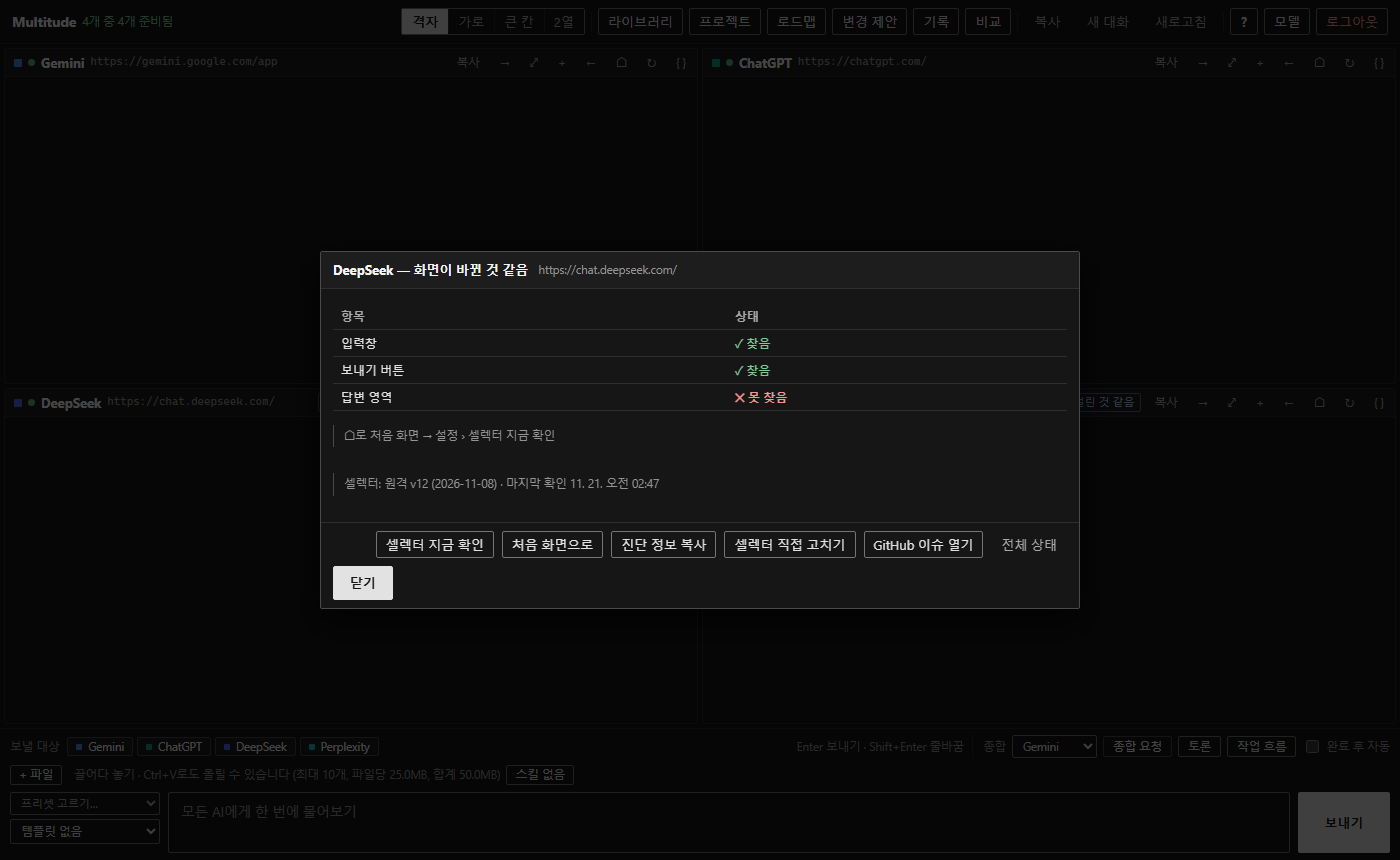 Multitude 4개 중 4개 준비됨 격자 가로 큰 칸 2열 라이브러리 프로젝트 로드맵 변경 제안 기록 비교 복사 새 대화 새로고침 ? 모델 로그아웃
Gemini https://gemini.google.com/app 복사 → ⤢ + ← ☖ ↻ { }
ChatGPT https://chatgpt.com/ 복사 → ⤢ + ← ☖ ↻ { }
DeepSeek — 화면이 바뀐 것 같음 https://chat.deepseek.com/
항목 상태
입력창 ✓ 찾음
보내기 버튼 ✓ 찾음
답변 영역 ✕ 못 찾음
☖로 처음 화면 → 설정 › 셀렉터 지금 확인
셀렉터: 원격 v12 (2026-11-08) · 마지막 확인 11. 21. 오전 02:47
셀렉터 지금 확인 처음 화면으로 진단 정보 복사 셀렉터 직접 고치기 GitHub 이슈 열기 전체 상태
닫기
DeepSeek https://chat.deepseek.com/
것 같음 복사 → ⤢ + ← ☖ ↻ { }
보낼 대상 Gemini ChatGPT DeepSeek Perplexity
Enter 보내기 · Shift+Enter 줄바꿈 종합 Gemini 종합 요청 토론 작업 흐름 완료 후 자동
+ 파일 끌어다 놓기 · Ctrl+V로도 올릴 수 있습니다 (최대 10개, 파일당 25.0MB, 합계 50.0MB) 스킬 없음
프리셋 고르기...
템플릿 없음
모든 AI에게 한 번에 물어보기
보내기